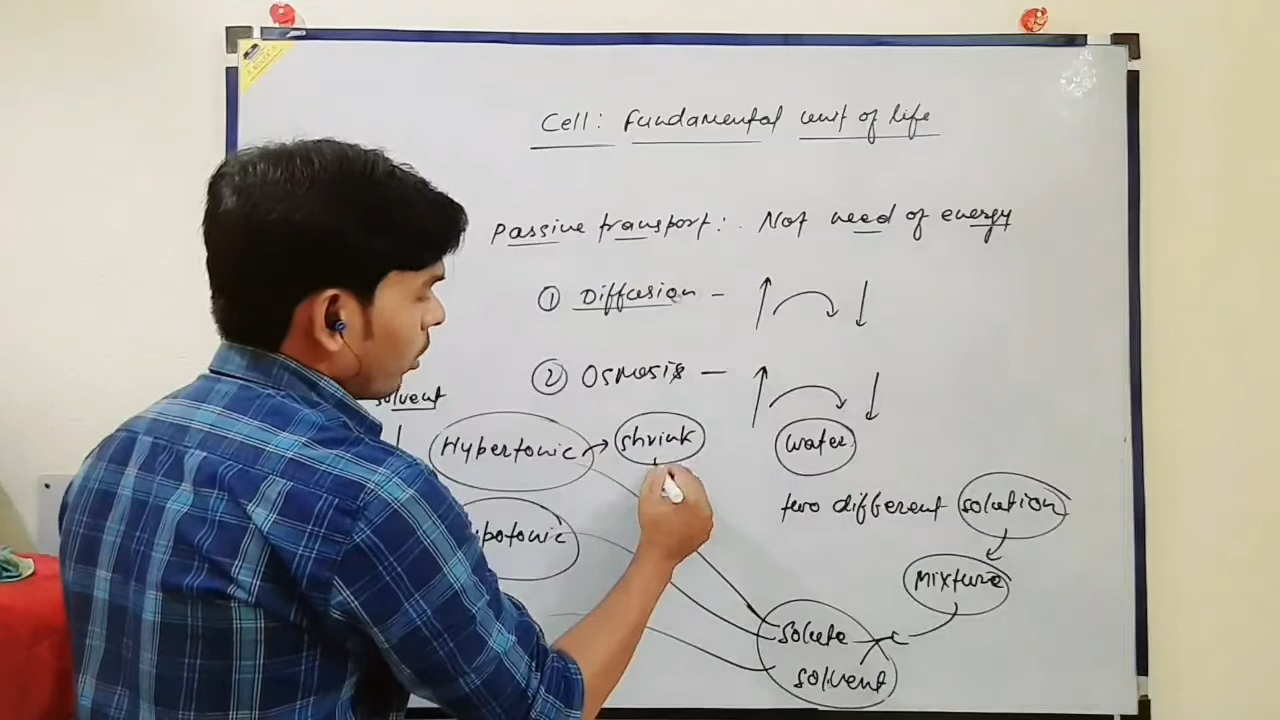 Cell: Fundamental unit of life
Passive transport: Not need of energy
① Diffusion –
② Osmosis –
solvent
Hypertonic
shrink
water
two different solution
potonic
Mixture
solute
solvent